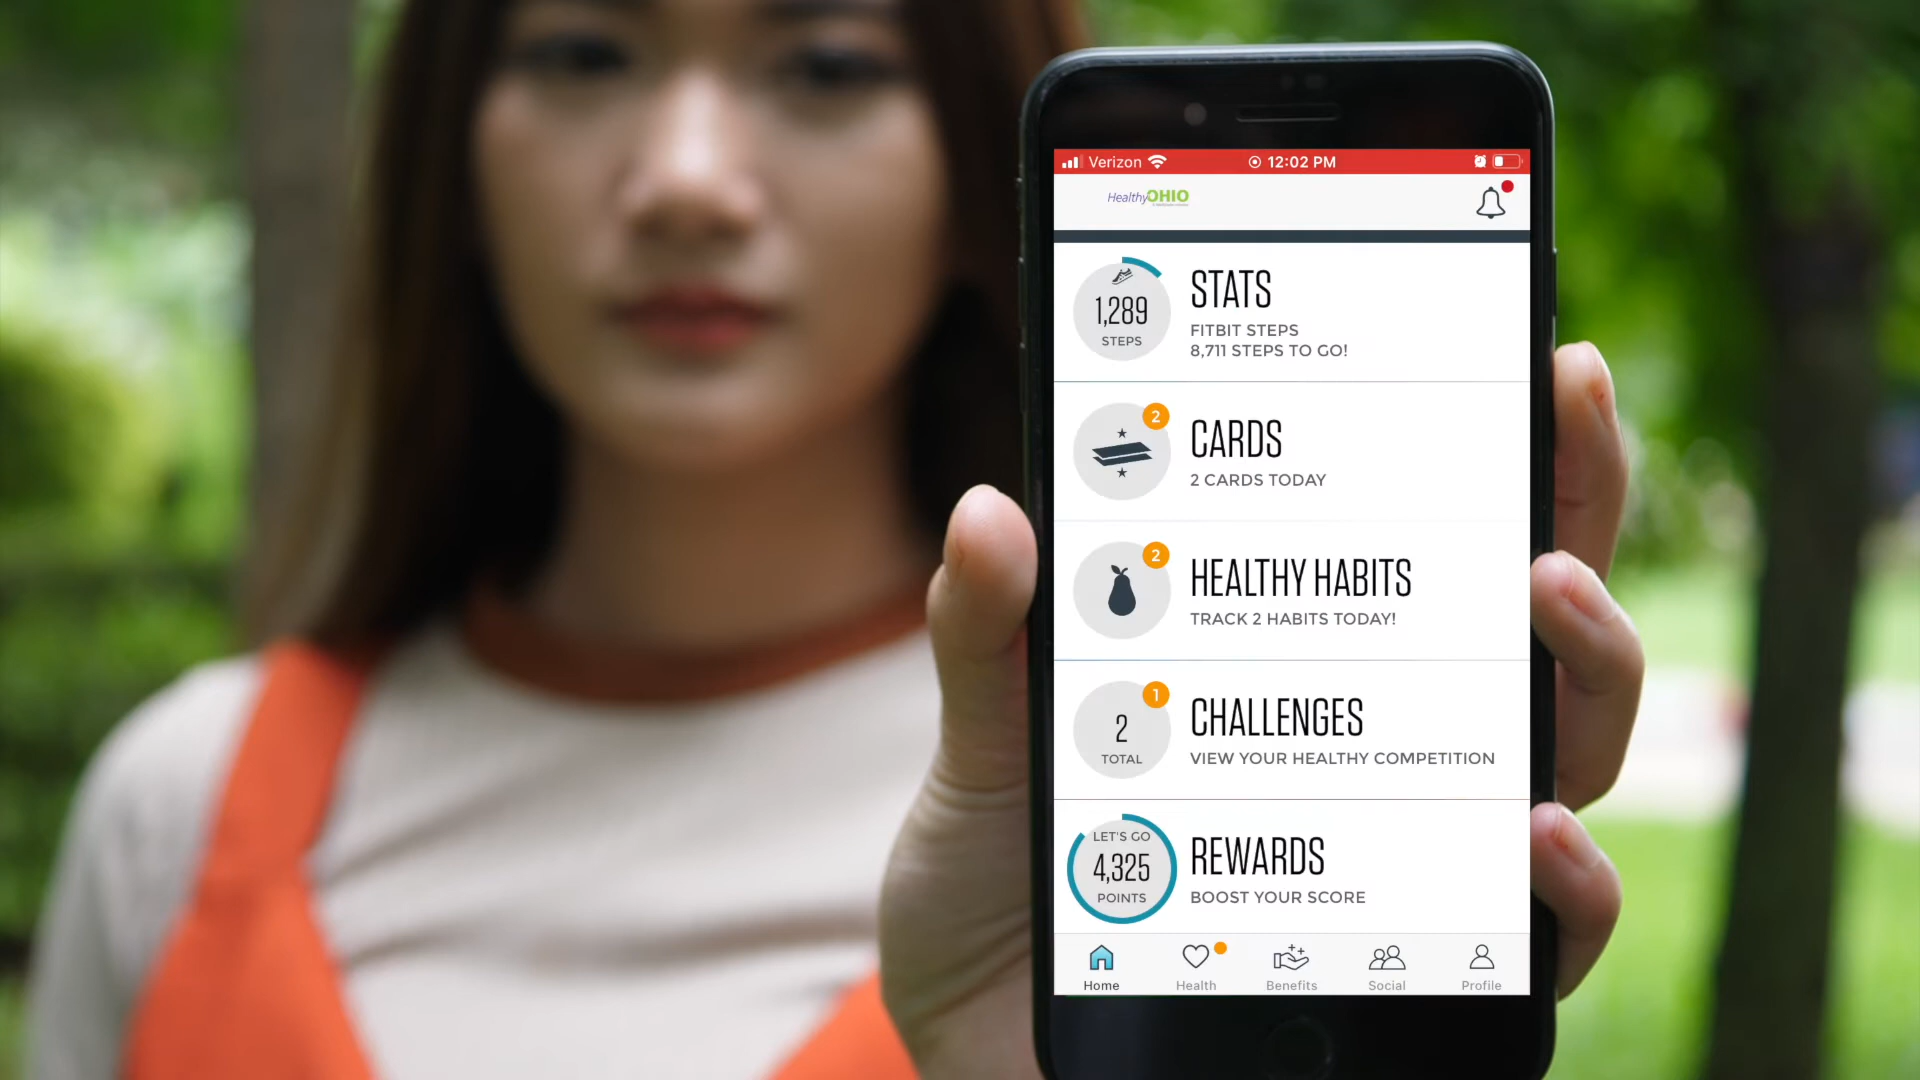 Verizon 12:02 PM
HealthyOHIO
1,289
STEPS
STATS
FITBIT STEPS
8,711 STEPS TO GO!
2
CARDS
2 CARDS TODAY
2
HEALTHY HABITS
TRACK 2 HABITS TODAY!
1
2
TOTAL
CHALLENGES
VIEW YOUR HEALTHY COMPETITION
LET'S GO
4,325
POINTS
REWARDS
BOOST YOUR SCORE
Home Health Benefits Social Profile